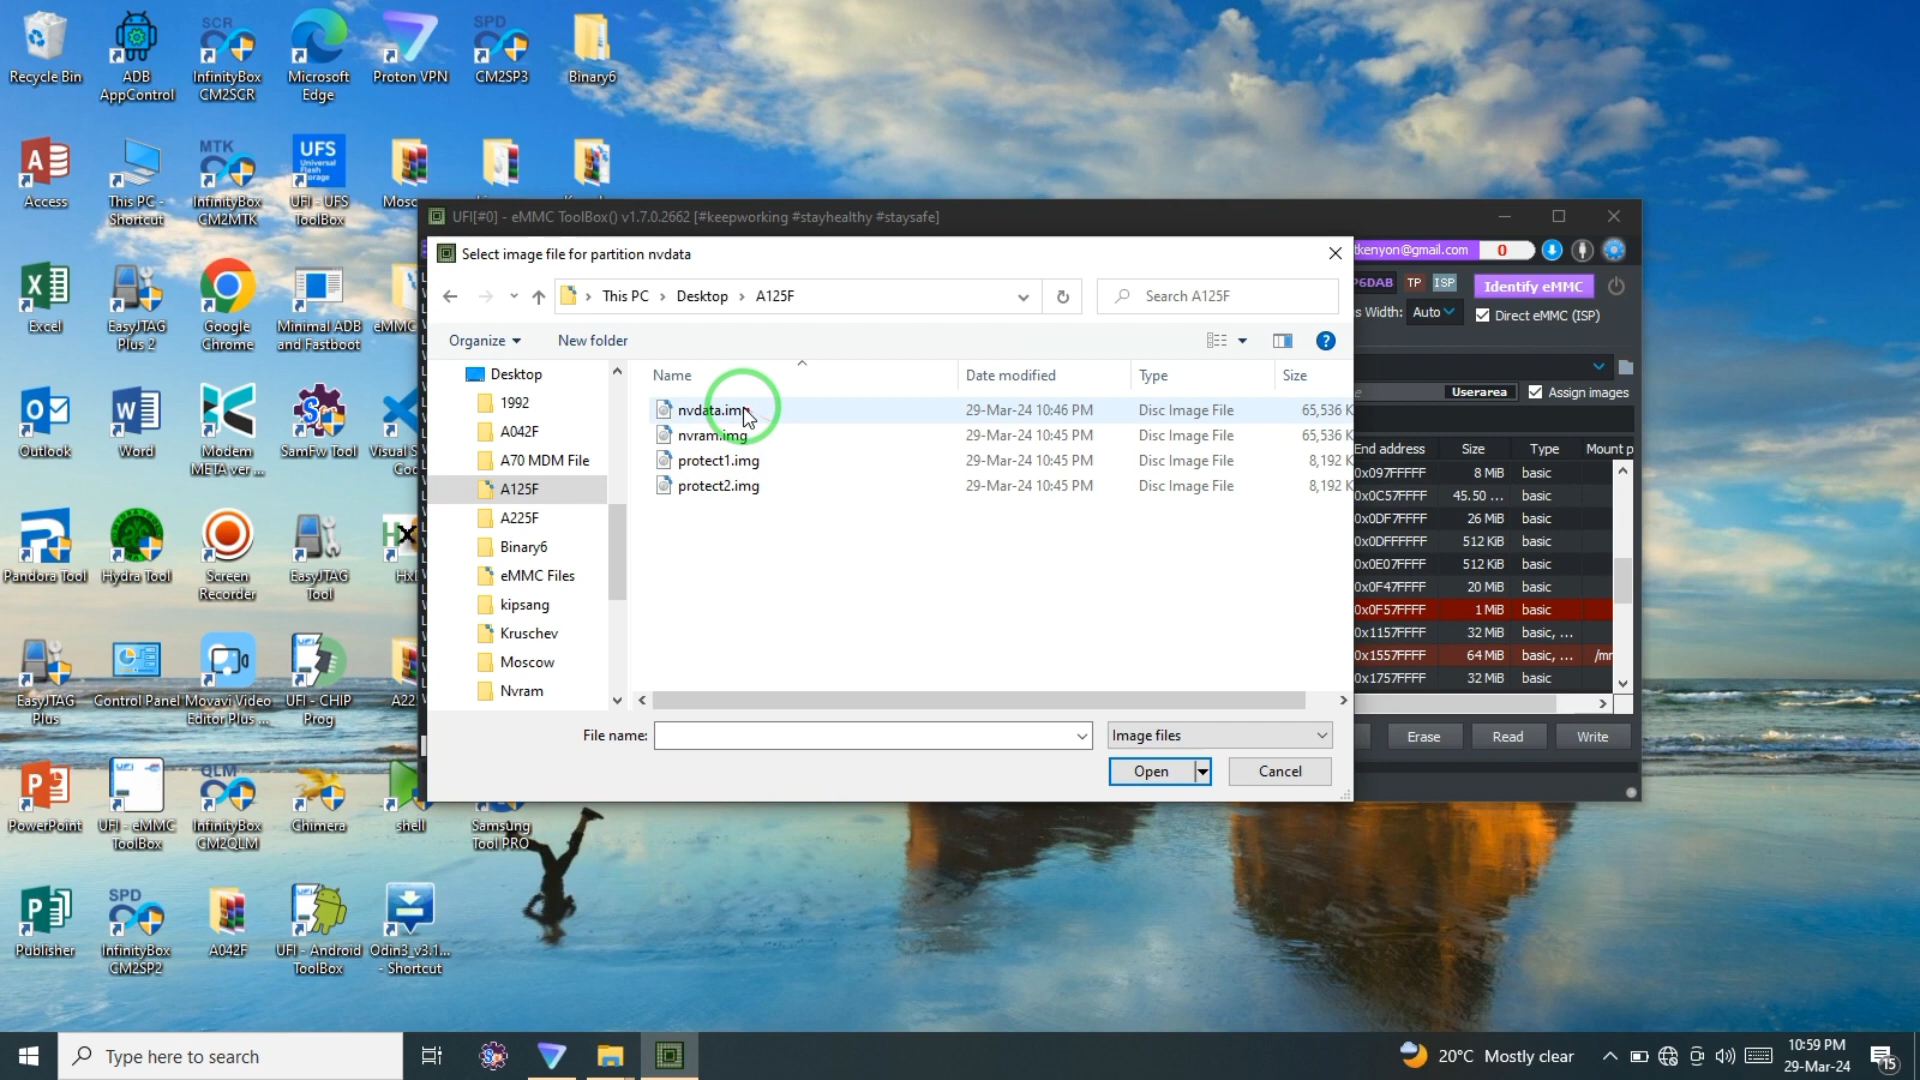 Recycle Bin
ADB AppControl
SCR
InfinityBox CM2SCR
Microsoft Edge
Proton VPN
SPD
CM2SP3
Binary6
Access
This PC - Shortcut
MTK
InfinityBox CM2MTK
UFS
Universal Flash Storage
UFI - UFS ToolBox
Excel
EasyJTAG Plus 2
Google Chrome
Minimal ADB and Fastboot
eMMC
Outlook
Word
Modem META ver ...
SamFw Tool
Visual S
Pandora Tool
Hydra Tool
Screen Recorder
EasyJTAG Tool
EasyJTAG Plus
Control Panel
Movavi Video Editor Plus ...
UFI - CHIP Prog
A22
PowerPoint
UFI - eMMC ToolBox
QLM
InfinityBox CM2QLM
Chimera
shell
Samsung Tool PRO
Publisher
SPD
InfinityBox CM2SP2
A042F
UFI - Android ToolBox
Odin3_v3.1... - Shortcut
UFI[#0] - eMMC ToolBox() v1.7.0.2662 [#keepworking #stayhealthy #staysafe]
Select image file for partition nvdata
This PC > Desktop > A125F
Search A125F
Organize
New folder
Desktop
1992
A042F
A70 MDM File
A125F
A225F
Binary6
eMMC Files
kipsang
Kruschev
Moscow
Nvram
Name Date modified Type Size
nvdata.img 29-Mar-24 10:46 PM Disc Image File 65,536 K
nvram.img 29-Mar-24 10:45 PM Disc Image File 65,536 K
protect1.img 29-Mar-24 10:45 PM Disc Image File 8,192 K
protect2.img 29-Mar-24 10:45 PM Disc Image File 8,192 K
File name:
Image files
Open
Cancel
tkenyon@gmail.com 0
P6DAB TP ISP Identify eMMC
s Width: Auto Direct eMMC (ISP)
Userarea Assign images
End address Size Type Mount p
0x097FFFFF 8 MiB basic
0x0C57FFFF 45.50 ... basic
0x0DF7FFFF 26 MiB basic
0x0DFFFFFF 512 KiB basic
0x0E07FFFF 512 KiB basic
0x0F47FFFF 20 MiB basic
0x0F57FFFF 1 MiB basic
0x1157FFFF 32 MiB basic, ...
0x1557FFFF 64 MiB basic, ... /mr
0x1757FFFF 32 MiB basic
Erase Read Write
Type here to search
20°C Mostly clear
10:59 PM
29-Mar-24
15